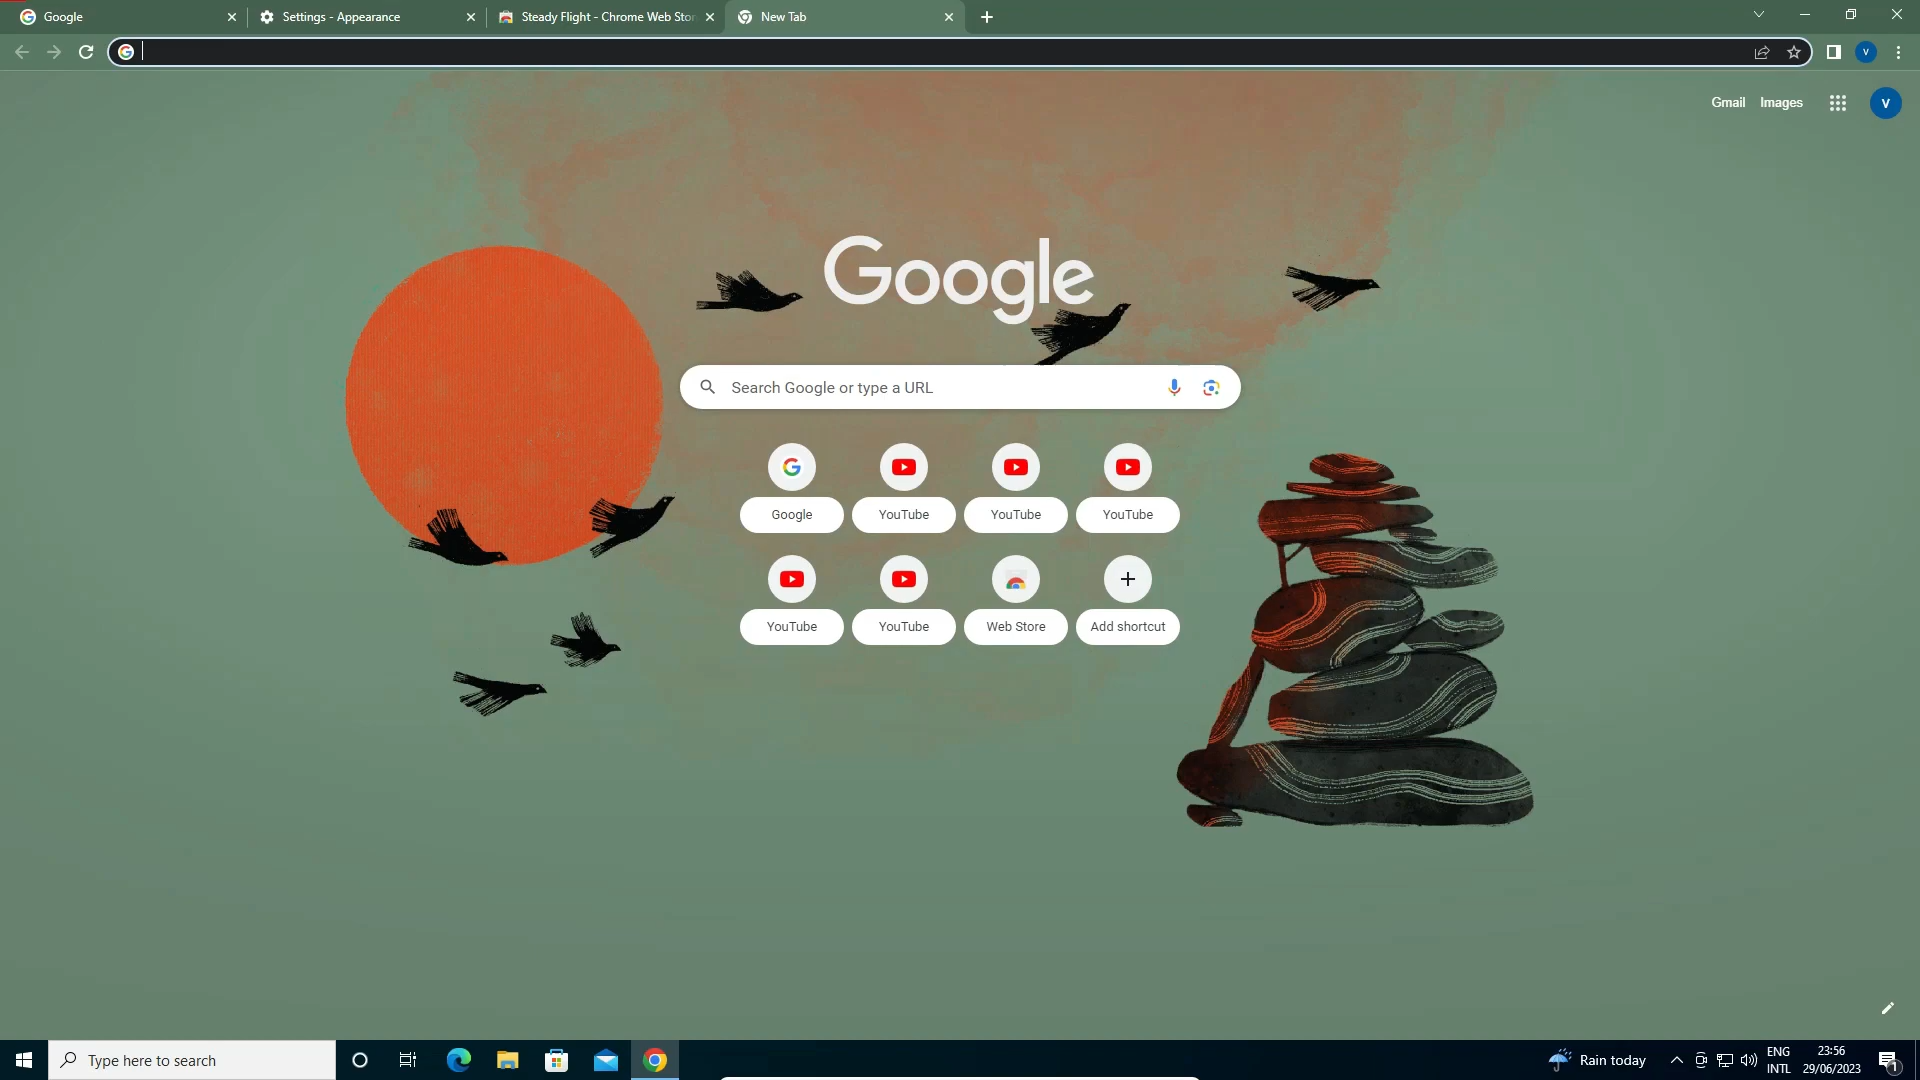 Google
Settings - Appearance
Steady Flight - Chrome Web Stor
New Tab
V
Gmail
Images
V
Google
Search Google or type a URL
Google
YouTube
YouTube
YouTube
YouTube
YouTube
Web Store
Add shortcut
Type here to search
Rain today
ENG
INTL
23:56
29/06/2023
1